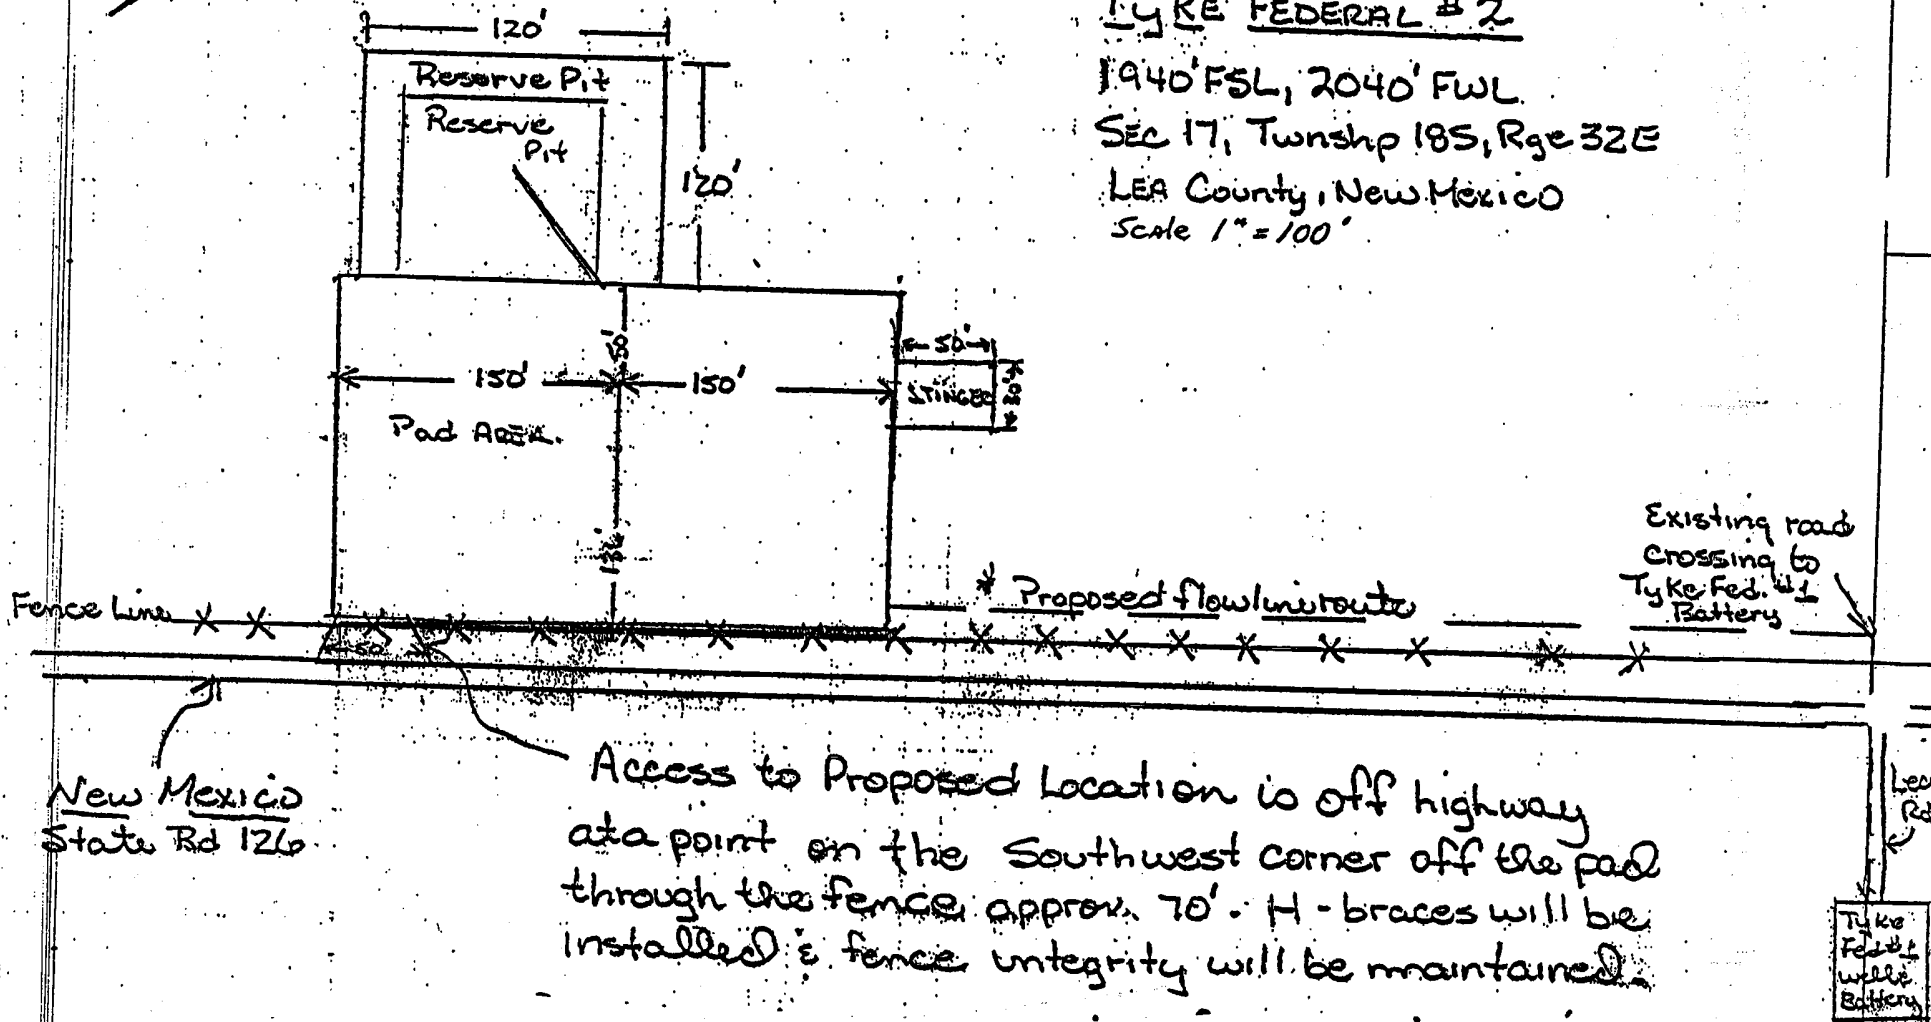 120'
TyKE FEDERAL #2
Reserve Pit
Reserve
Pit
120'
1940' FSL, 2040' FWL
SEC 17, Twnshp 18S, Rge 32E
LEA County, New Mexico
Scale 1" = 100'
50'
150'
150'
STINGER
Pad AREA.
Existing road
crossing to
Tyke Fed. #1
Battery
* Proposed flowline route
Fence Line
50'
New Mexico
State Rd 126
Access to Proposed Location is off highway
at a point on the Southwest corner off the pad
through the fence approx. 70'. H-braces will be
installed & fence integrity will be maintained.
Lea
Rd
Tyke
Fed #1
well &
Battery